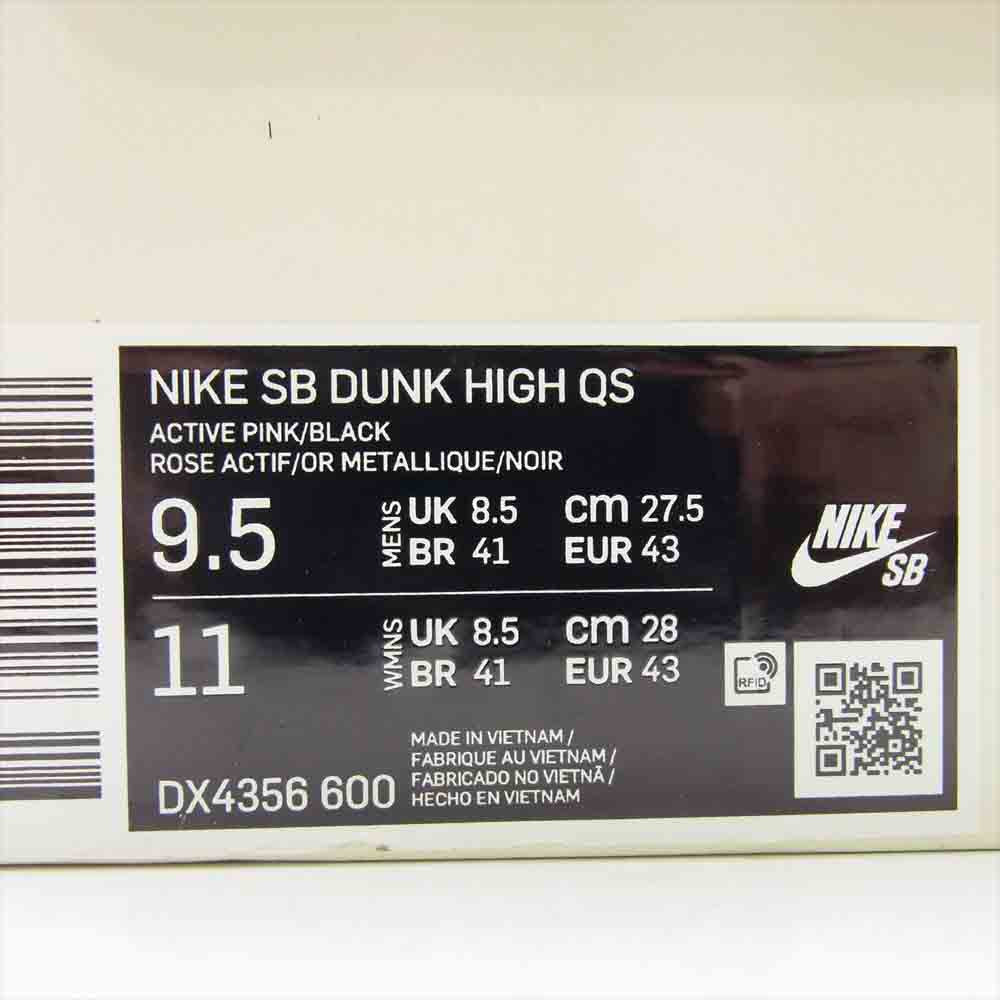 NIKE SB DUNK HIGH QS
ACTIVE PINK/BLACK
ROSE ACTIF/OR METALLIQUE/NOIR
9.5 MENS UK 8.5 cm 27.5
BR 41 EUR 43
NIKE
SB
11 WMNS UK 8.5 cm 28
BR 41 EUR 43
RFID
MADE IN VIETNAM /
FABRIQUE AU VIETNAM /
FABRICADO NO VIETNÃ /
HECHO EN VIETNAM
DX4356 600